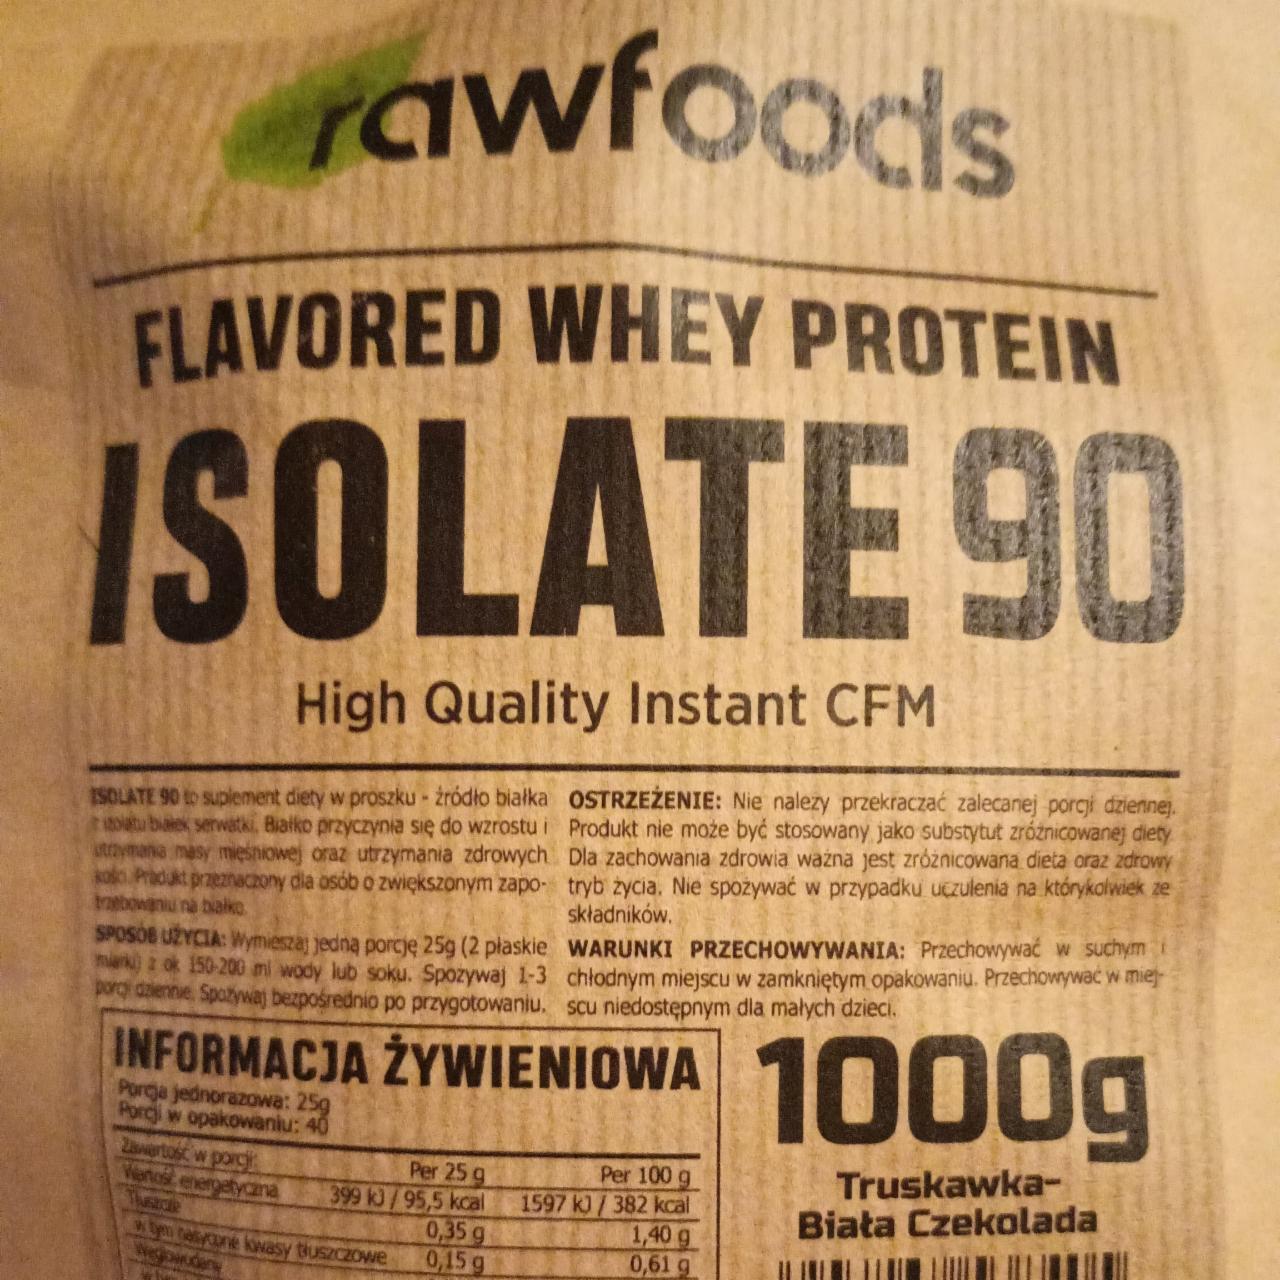 rawfoods
FLAVORED WHEY PROTEIN
ISOLATE 90
High Quality Instant CFM
ISOLATE 90 to suplement diety w proszku - źródło białka
z izolatu białek serwatki. Białko przyczynia się do wzrostu i
utrzymania masy mięśniowej oraz utrzymania zdrowych
kości. Produkt przeznaczony dla osób o zwiększonym zapo-
trzebowaniu na białko.
SPOSÓB UŻYCIA: Wymieszaj jedną porcję 25g (2 płaskie
miarki) z ok. 150-200 ml wody lub soku. Spożywaj 1-3
porcji dziennie. Spożywaj bezpośrednio po przygotowaniu.
OSTRZEŻENIE: Nie należy przekraczać zalecanej porcji dziennej.
Produkt nie może być stosowany jako substytut zróżnicowanej diety.
Dla zachowania zdrowia ważna jest zróżnicowana dieta oraz zdrowy
tryb życia. Nie spożywać w przypadku uczulenia na którykolwiek ze
składników.
WARUNKI PRZECHOWYWANIA: Przechowywać w suchym i
chłodnym miejscu w zamkniętym opakowaniu. Przechowywać w miej-
scu niedostępnym dla małych dzieci.
INFORMACJA ŻYWIENIOWA
Porcja jednorazowa: 25g
Porcji w opakowaniu: 40
Zawartość w porcji: Per 25 g Per 100 g
Wartość energetyczna 399 kJ / 95,5 kcal 1597 kJ / 382 kcal
Tłuszcze 0,35 g 1,40 g
w tym nasycone kwasy tłuszczowe 0,15 g 0,61 g
Węglowodany
1000g
Truskawka-
Biała Czekolada